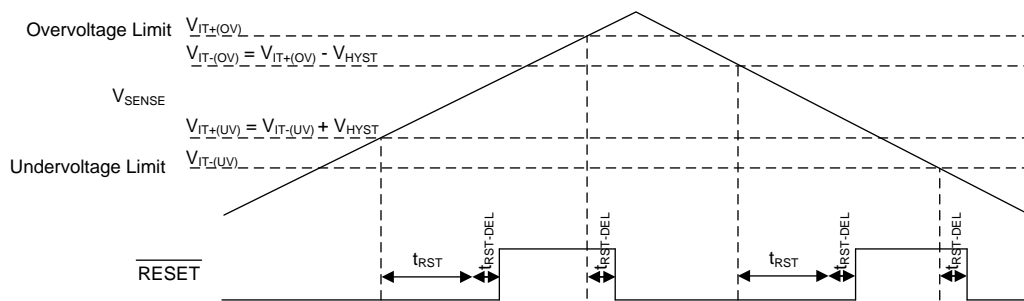 Overvoltage Limit V_IT+(OV)
V_IT-(OV) = V_IT+(OV) - V_HYST
V_SENSE
V_IT+(UV) = V_IT-(UV) + V_HYST
Undervoltage Limit V_IT-(UV)
RESET
t_RST
t_RST-DEL
t_RST-DEL
t_RST
t_RST-DEL
t_RST-DEL